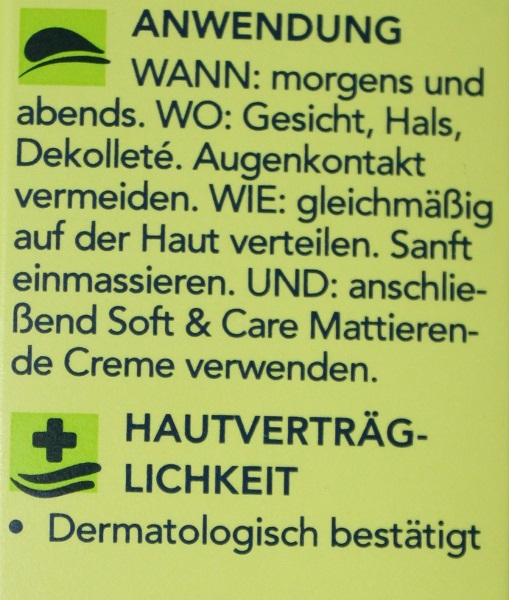 ANWENDUNG
WANN: morgens und
abends. WO: Gesicht, Hals,
Dekolleté. Augenkontakt
vermeiden. WIE: gleichmäßig
auf der Haut verteilen. Sanft
einmassieren. UND: anschlie-
ßend Soft & Care Mattieren-
de Creme verwenden.
HAUTVERTRÄG-
LICHKEIT
• Dermatologisch bestätigt